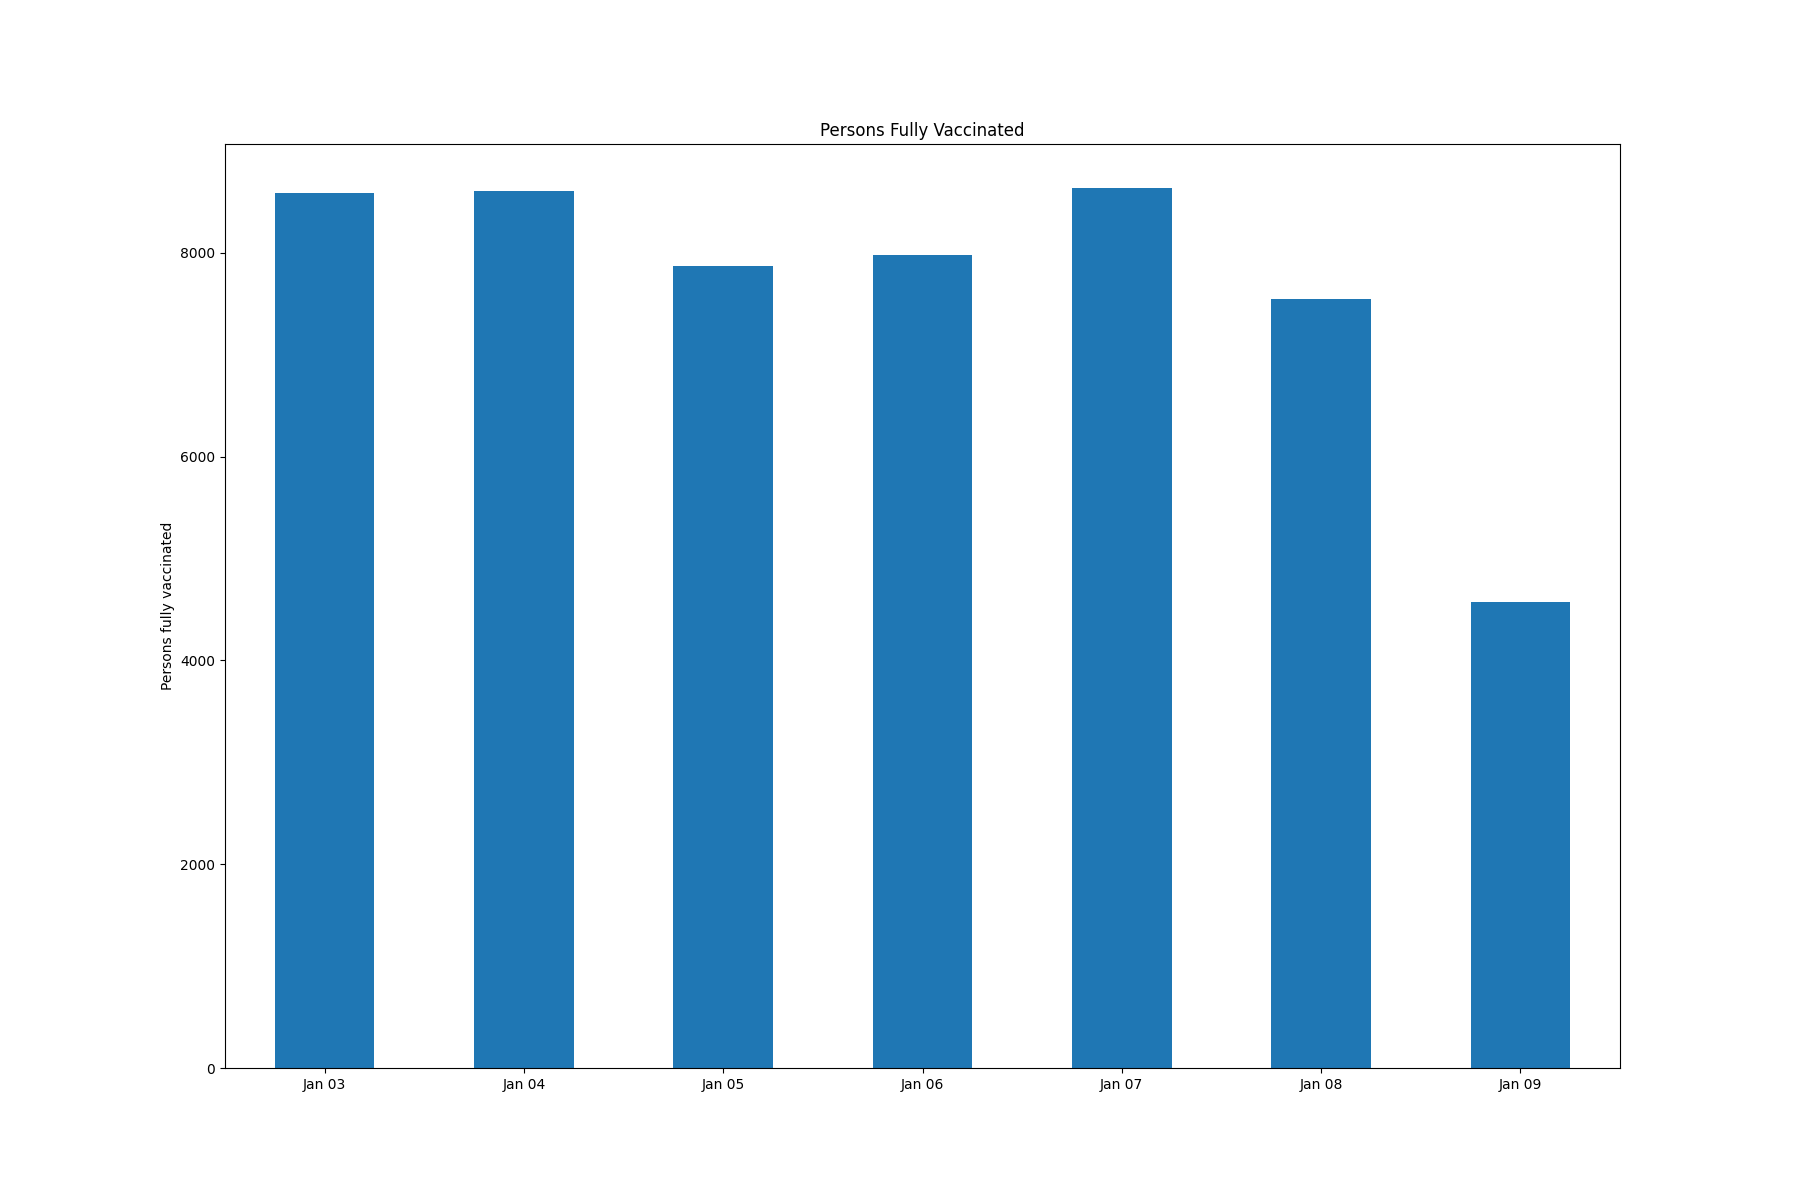 Persons Fully Vaccinated
Persons fully vaccinated
8000
6000
4000
2000
0
Jan 03 Jan 04 Jan 05 Jan 06 Jan 07 Jan 08 Jan 09